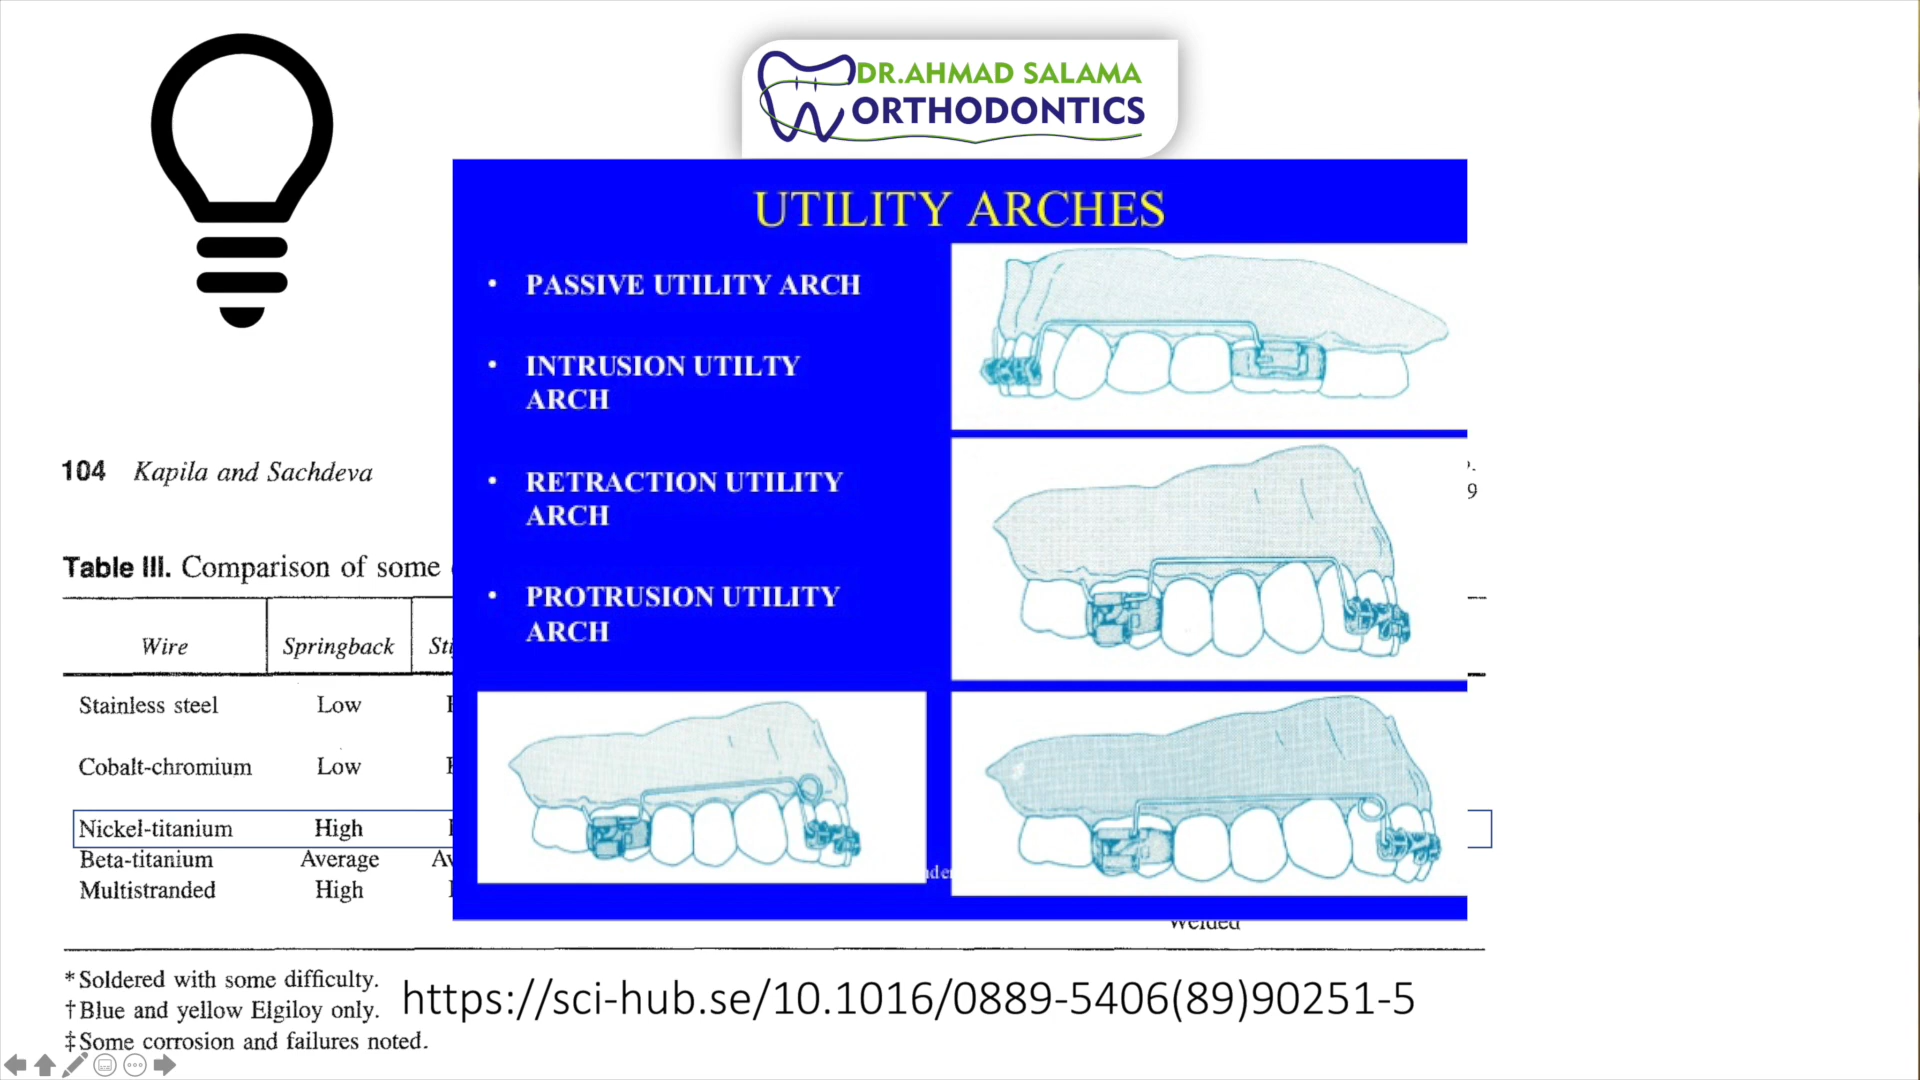 DR.AHMAD SALAMA
ORTHODONTICS
UTILITY ARCHES
• PASSIVE UTILITY ARCH
• INTRUSION UTILTY
ARCH
• RETRACTION UTILITY
ARCH
• PROTRUSION UTILITY
ARCH
104 Kapila and Sachdeva
9
Table III. Comparison of some
Wire Springback
Stainless steel Low
Cobalt-chromium Low
Nickel-titanium High
Beta-titanium Average
Multistranded High
Welded
*Soldered with some difficulty.
†Blue and yellow Elgiloy only.
‡Some corrosion and failures noted.
https://sci-hub.se/10.1016/0889-5406(89)90251-5